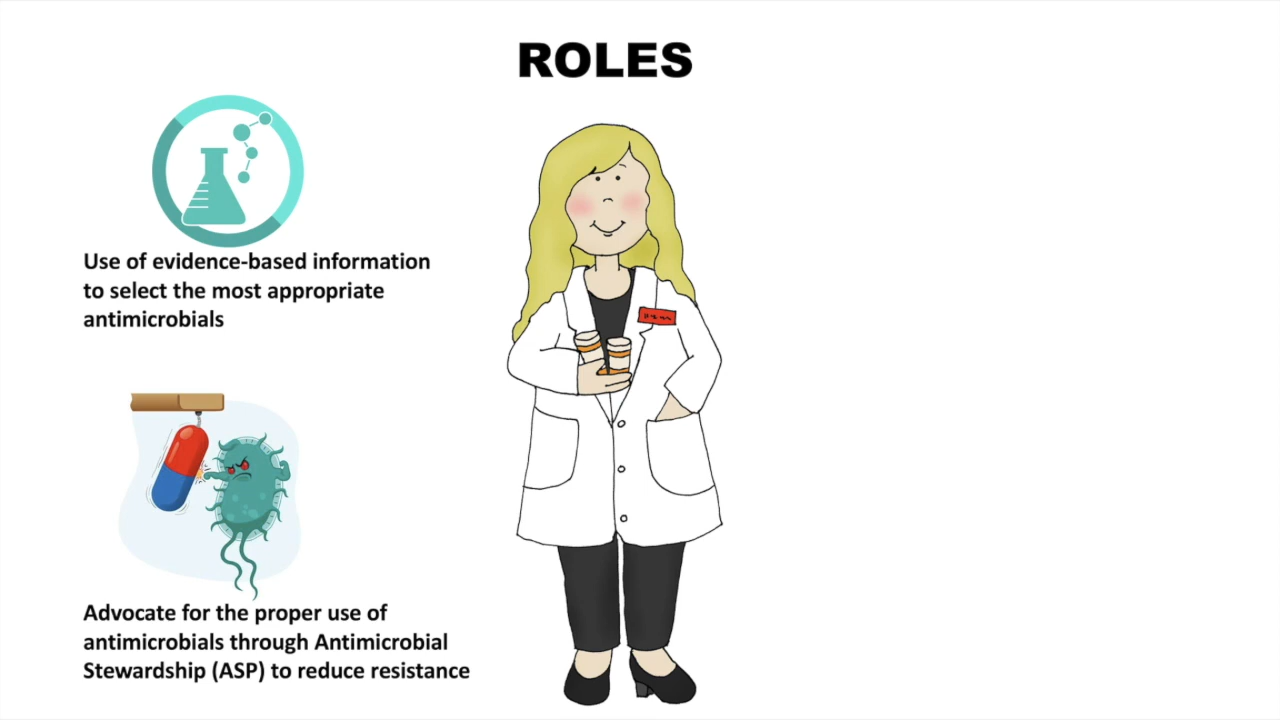 ROLES
Use of evidence-based information
to select the most appropriate
antimicrobials
Advocate for the proper use of
antimicrobials through Antimicrobial
Stewardship (ASP) to reduce resistance